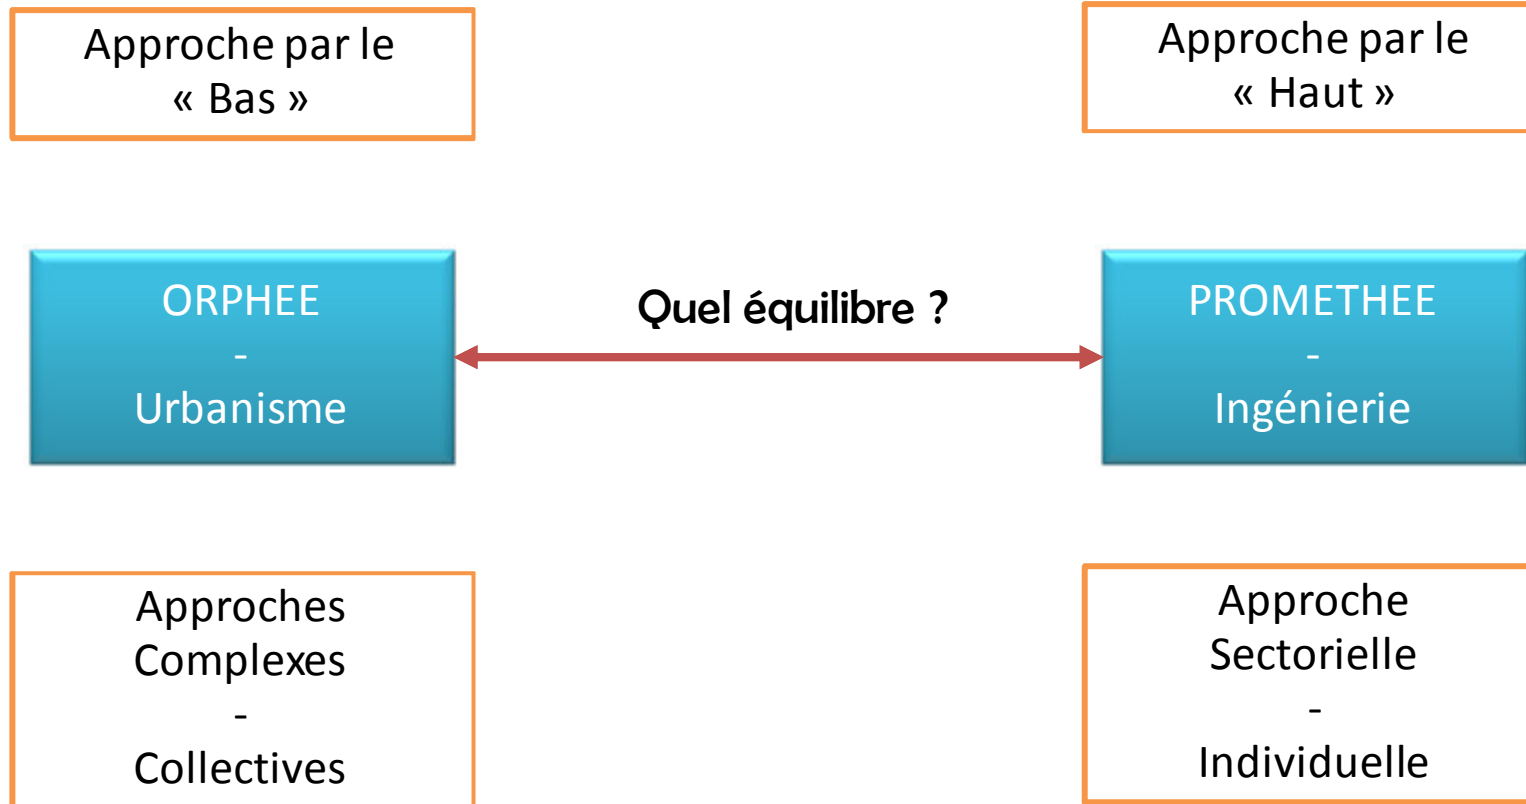 Approche par le
« Bas »
Approche par le
« Haut »
ORPHEE
-
Urbanisme
Quel équilibre ?
PROMETHEE
-
Ingénierie
Approches
Complexes
-
Collectives
Approche
Sectorielle
-
Individuelle